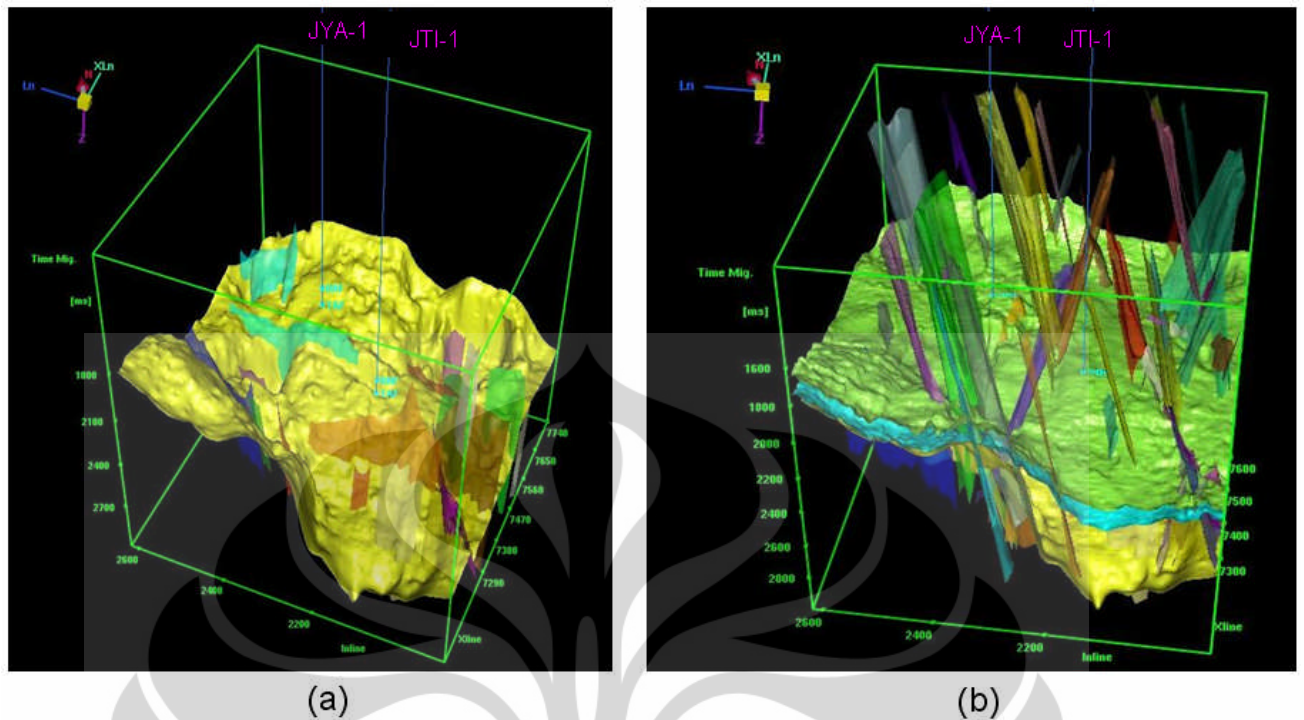 JYA-1
JTI-1
XLn
N
Ln
Z
Time Mig.
[ms]
1800
2100
2400
2700
2600
2400
2200
Inline
7740
7650
7560
7470
7380
7290
Xline
(a)
JYA-1
JTI-1
XLn
N
Ln
Z
Time Mig.
[ms]
1600
1800
2000
2200
2400
2600
2800
2600
2400
2200
Inline
7600
7500
7400
7300
Xline
(b)